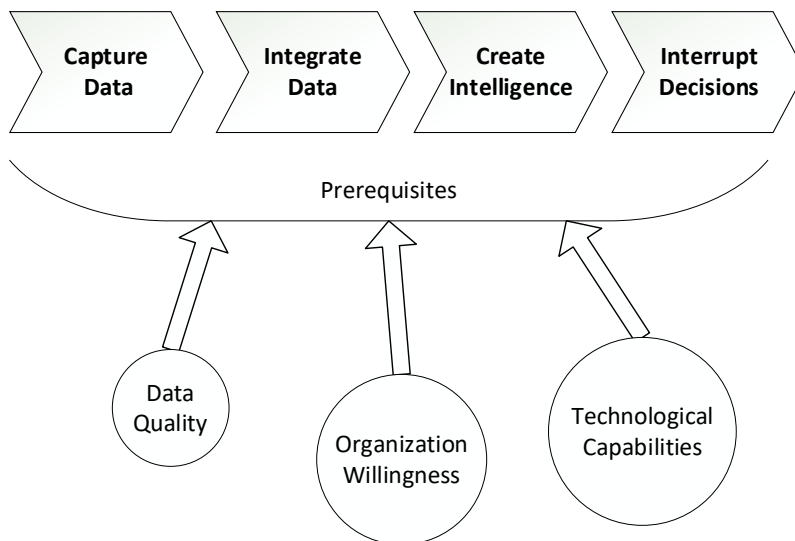 Capture
Data
Integrate
Data
Create
Intelligence
Interrupt
Decisions
Prerequisites
Data
Quality
Organization
Willingness
Technological
Capabilities